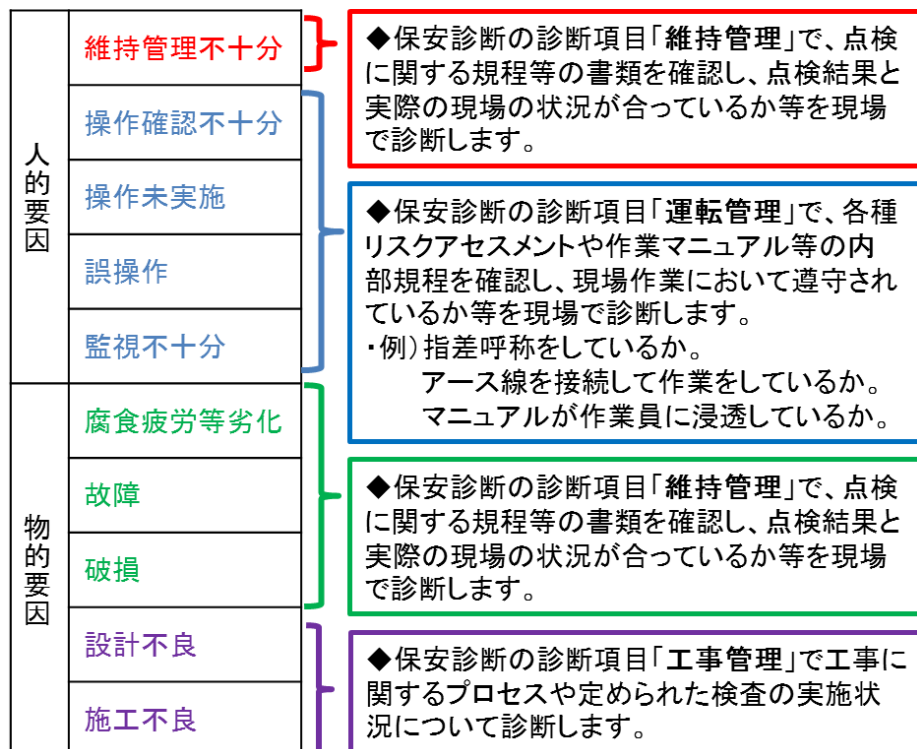 人的要因
維持管理不十分
操作確認不十分
操作未実施
誤操作
監視不十分
物的要因
腐食疲労等劣化
故障
破損
設計不良
施工不良
◆保安診断の診断項目「維持管理」で、点検
に関する規程等の書類を確認し、点検結果と
実際の現場の状況が合っているか等を現場
で診断します。
◆保安診断の診断項目「運転管理」で、各種
リスクアセスメントや作業マニュアル等の内
部規程を確認し、現場作業において遵守され
ているか等を現場で診断します。
・例）指差呼称をしているか。
アース線を接続して作業をしているか。
マニュアルが作業員に浸透しているか。
◆保安診断の診断項目「維持管理」で、点検
に関する規程等の書類を確認し、点検結果と
実際の現場の状況が合っているか等を現場
で診断します。
◆保安診断の診断項目「工事管理」で工事に
関するプロセスや定められた検査の実施状
況について診断します。